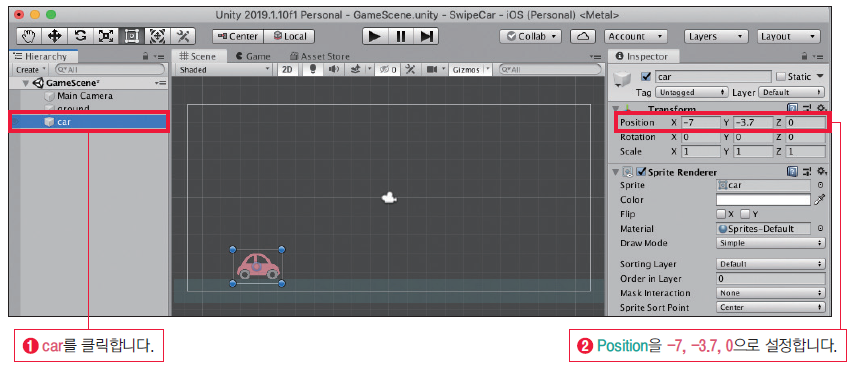 Unity 2019.1.10f1 Personal - GameScene.unity - SwipeCar - iOS (Personal) <Metal>
Center Local Collab Account Layers Layout
Hierarchy Scene Game Asset Store Inspector
Create Q▾All Shaded 2D 0 Gizmos Q▾All car Static
GameScene* Tag Untagged Layer Default
Main Camera Transform
ground Position X -7 Y -3.7 Z 0
car Rotation X 0 Y 0 Z 0
Scale X 1 Y 1 Z 1
Sprite Renderer
Sprite car
Color
Flip X Y
Material Sprites-Default
Draw Mode Simple
Sorting Layer Default
Order in Layer 0
Mask Interaction None
Sprite Sort Point Center
❶ car를 클릭합니다.
❷ Position을 -7, -3.7, 0으로 설정합니다.